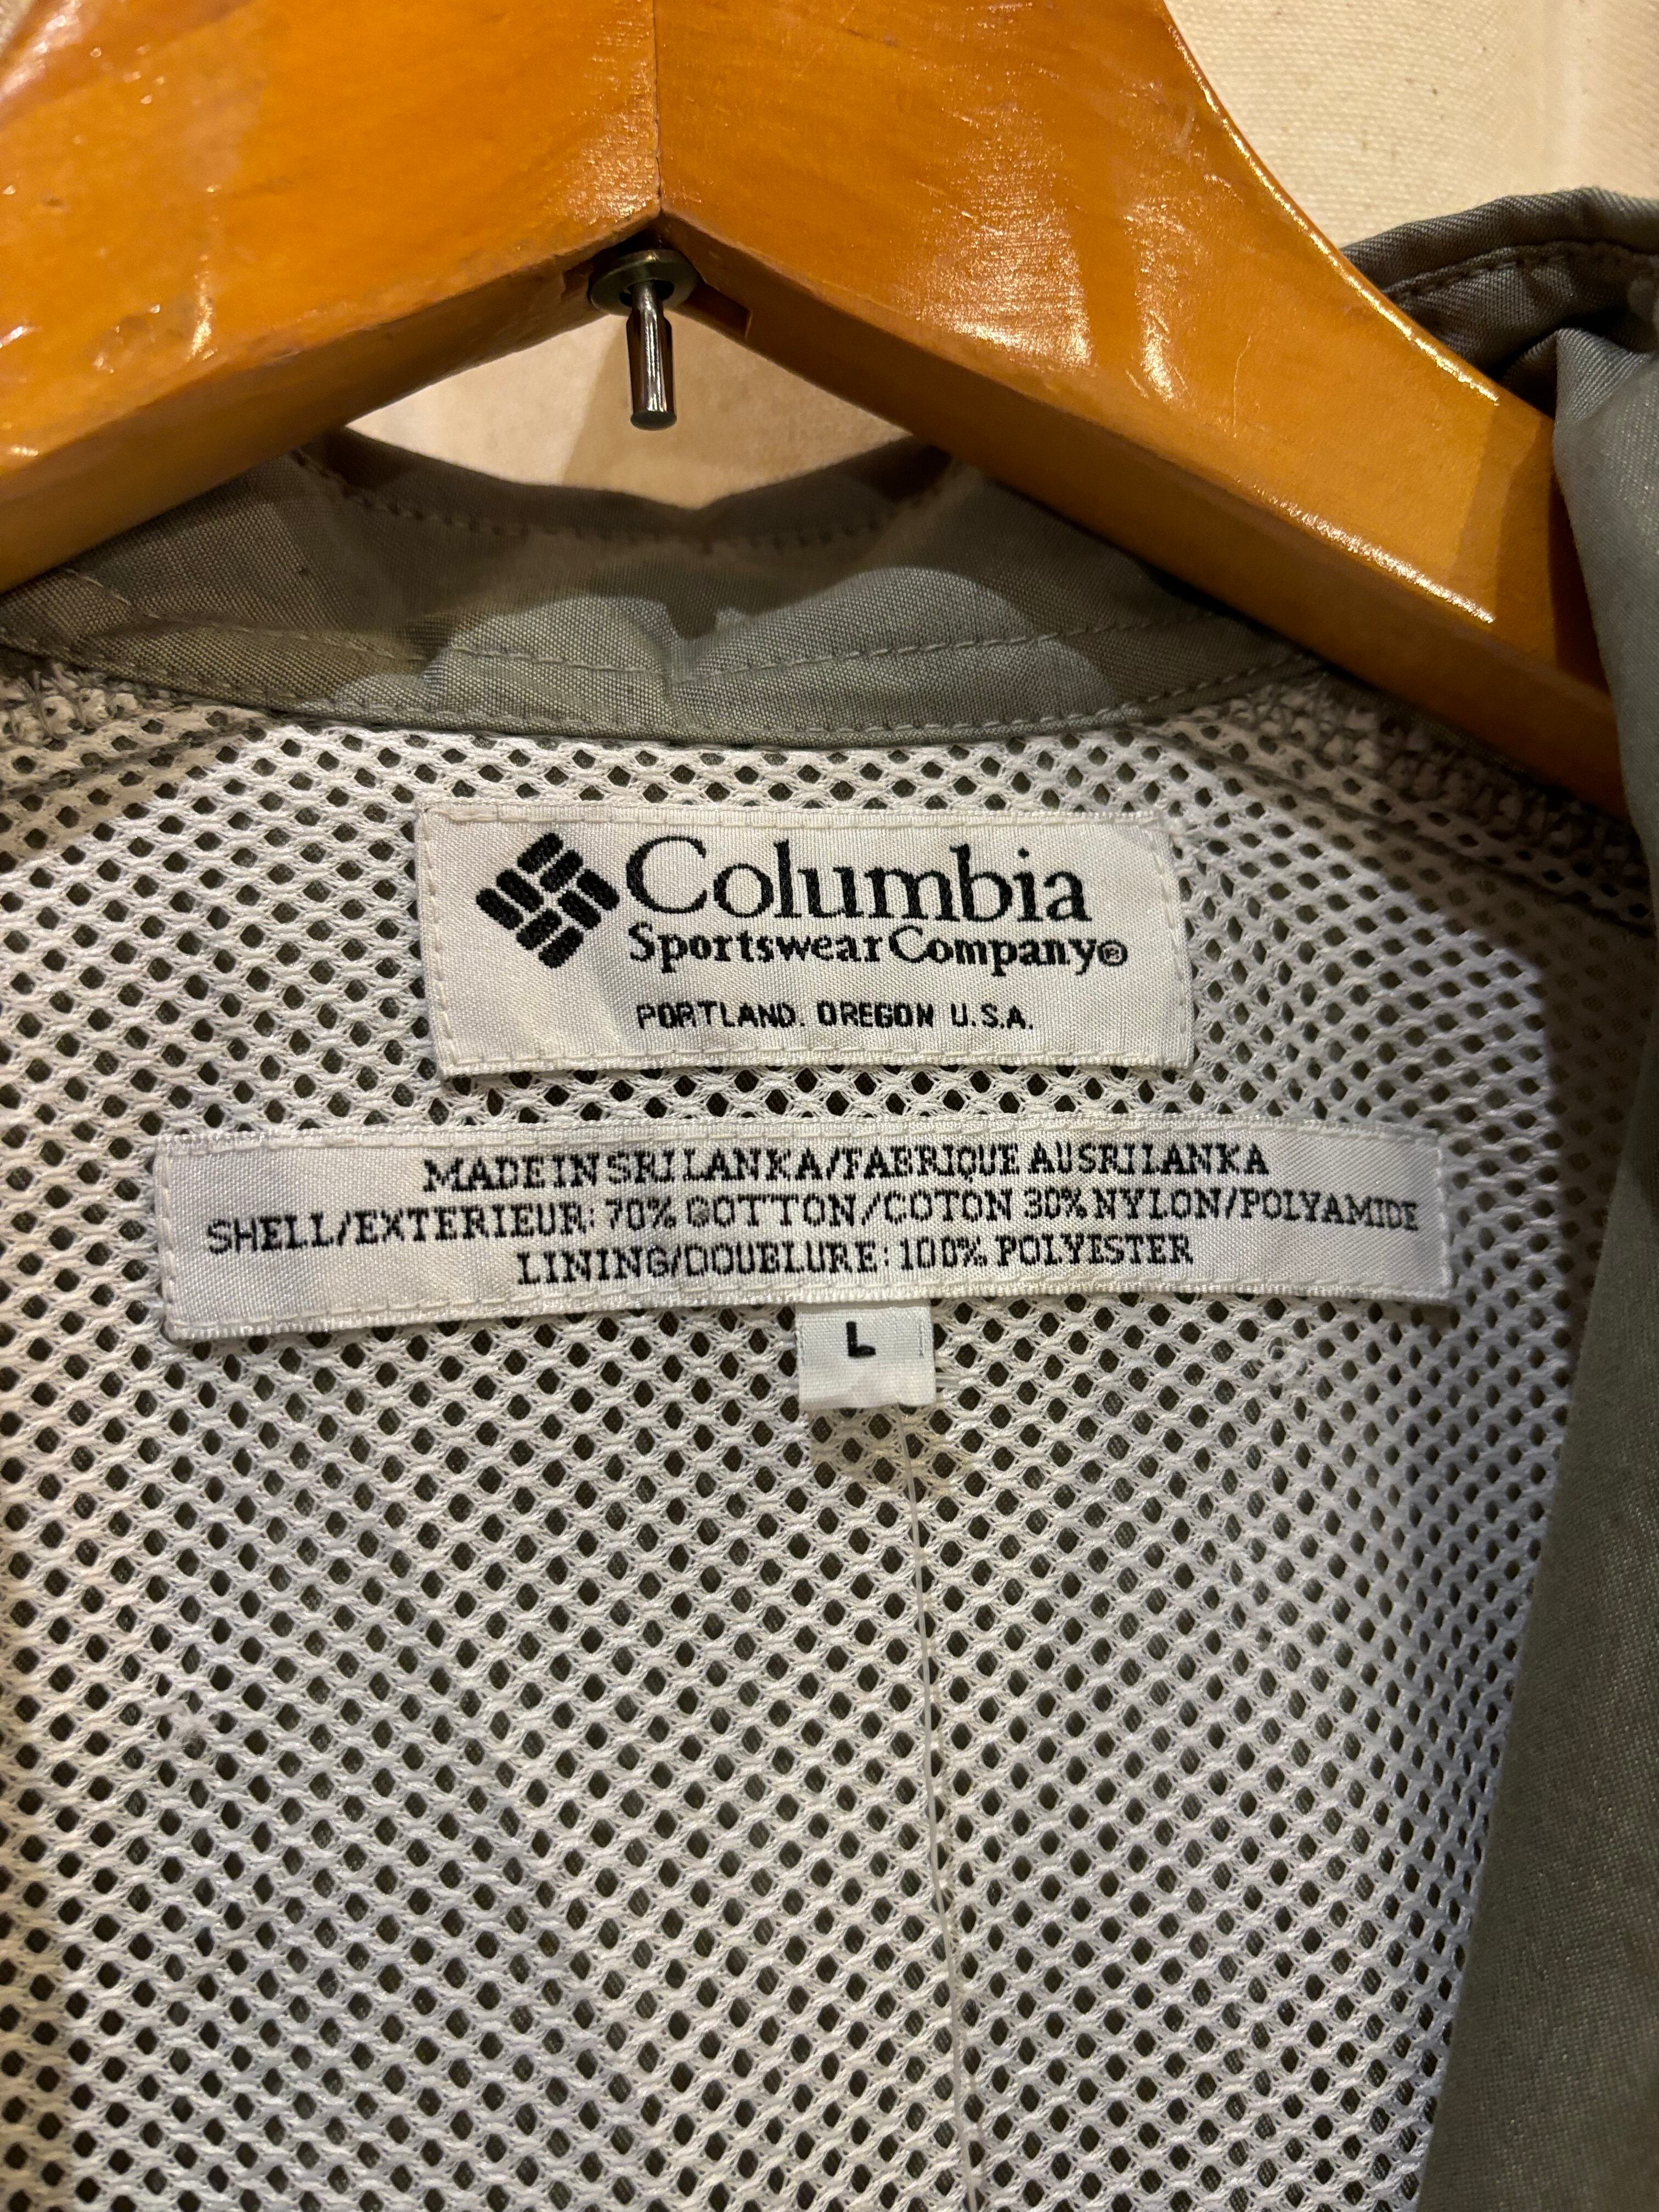 Columbia
Sportswear Company®
PORTLAND, OREGON U.S.A.
MADE IN SRI LANKA/FABRIQUE AU SRI LANKA
SHELL/EXTERIEUR: 70% COTTON/COTON 30% NYLON/POLYAMIDE
LINING/DOUBLURE: 100% POLYESTER
L